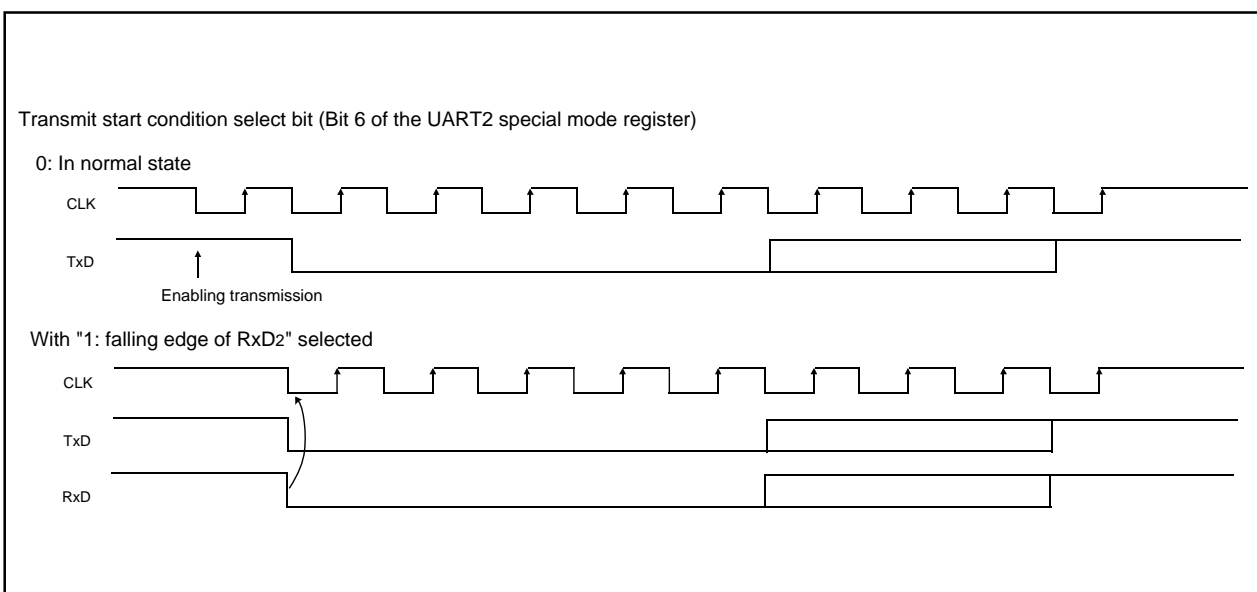 Transmit start condition select bit (Bit 6 of the UART2 special mode register)
0: In normal state
CLK
TxD
Enabling transmission
With "1: falling edge of RxD2" selected
CLK
TxD
RxD